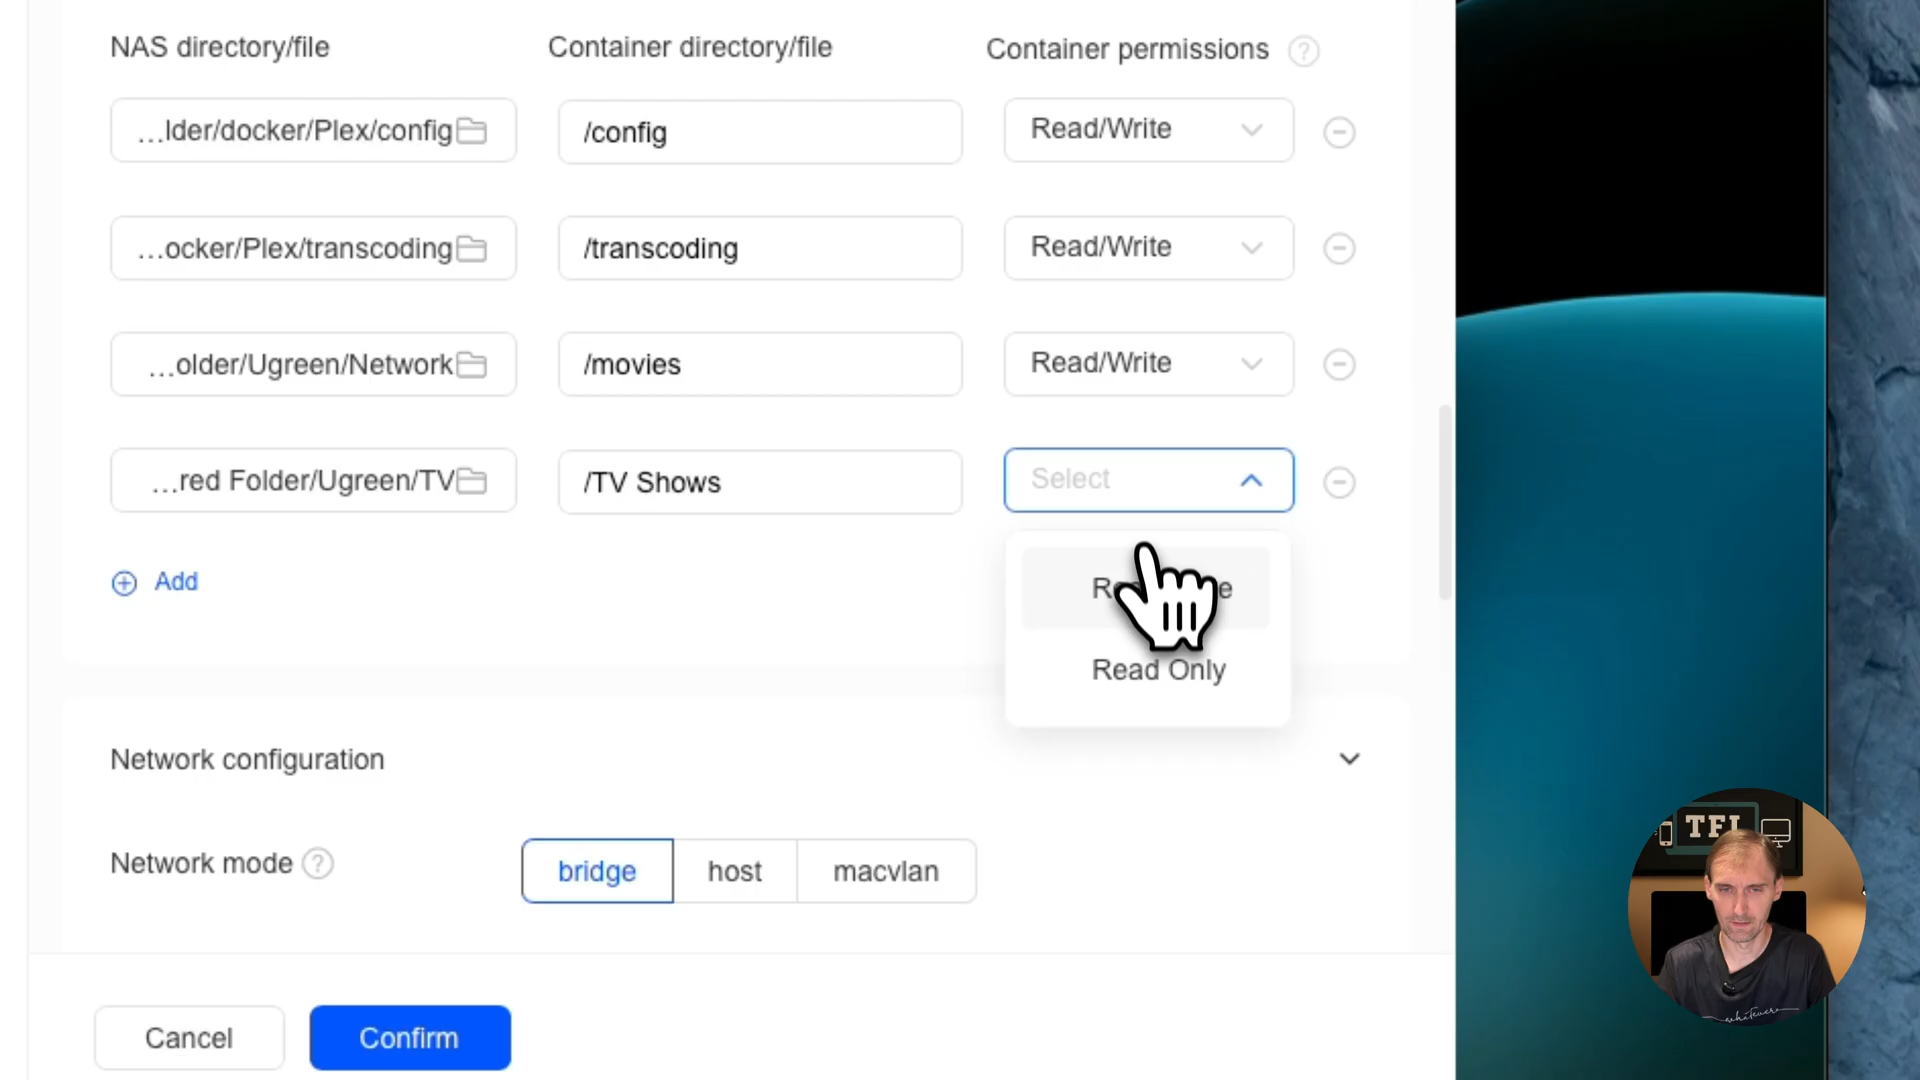 NAS directory/file Container directory/file Container permissions ?
...lder/docker/Plex/config /config Read/Write
...ocker/Plex/transcoding /transcoding Read/Write
...older/Ugreen/Network /movies Read/Write
...red Folder/Ugreen/TV /TV Shows Select
Add
Read Only
Network configuration
Network mode ? bridge host macvlan
Cancel Confirm
TFL
whatever